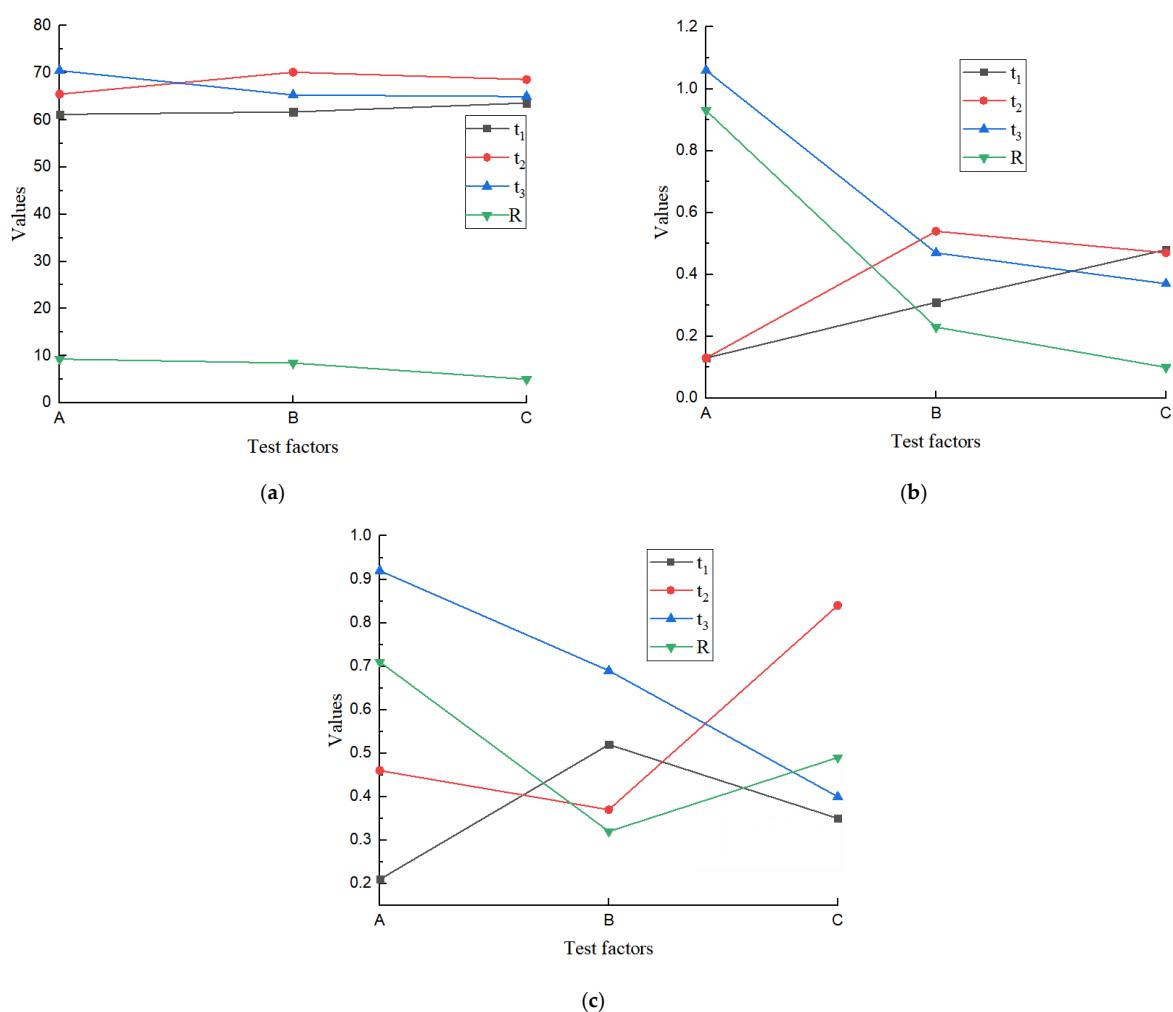 80
70
60
50
40
30
20
10
0
Values
A
B
C
Test factors
t1
t2
t3
R
(a)
1.2
1.0
0.8
0.6
0.4
0.2
0.0
Values
A
B
C
Test factors
t1
t2
t3
R
(b)
1.0
0.9
0.8
0.7
0.6
0.5
0.4
0.3
0.2
Values
A
B
C
Test factors
t1
t2
t3
R
(c)